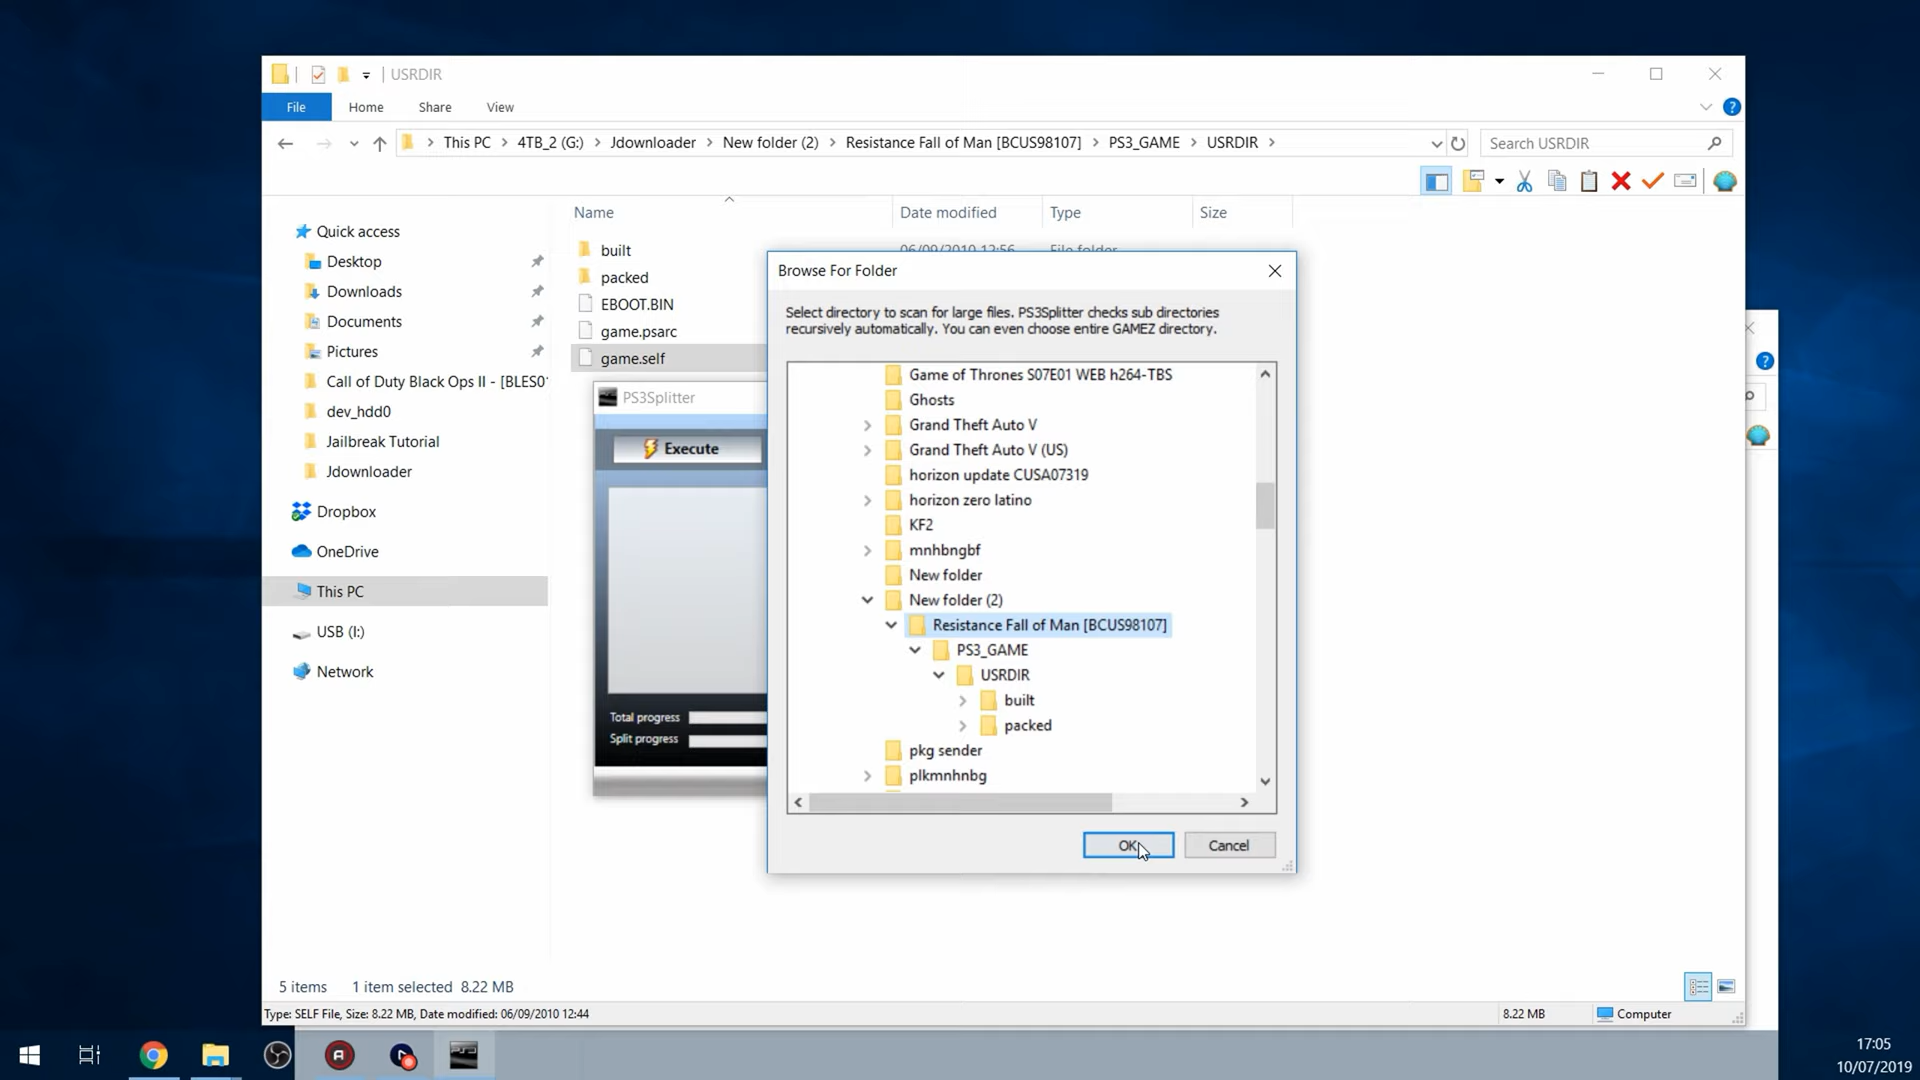 USRDIR
File
Home
Share
View
This PC
4TB_2 (G:)
Jdownloader
New folder (2)
Resistance Fall of Man [BCUS98107]
PS3_GAME
USRDIR
Search USRDIR
Name
Date modified
Type
Size
Quick access
Desktop
Downloads
Documents
Pictures
Call of Duty Black Ops II - [BLES0
dev_hdd0
Jailbreak Tutorial
Jdownloader
Dropbox
OneDrive
This PC
USB (I:)
Network
built
06/09/2010 12:56
File folder
packed
EBOOT.BIN
game.psarc
game.self
PS3Splitter
Execute
Total progress
Split progress
Browse For Folder
Select directory to scan for large files. PS3Splitter checks sub directories
recursively automatically. You can even choose entire GAMEZ directory.
Game of Thrones S07E01 WEB h264-TBS
Ghosts
Grand Theft Auto V
Grand Theft Auto V (US)
horizon update CUSA07319
horizon zero latino
KF2
mnhbngbf
New folder
New folder (2)
Resistance Fall of Man [BCUS98107]
PS3_GAME
USRDIR
built
packed
pkg sender
plkmnhnbg
OK
Cancel
5 items
1 item selected 8.22 MB
Type: SELF File, Size: 8.22 MB, Date modified: 06/09/2010 12:44
8.22 MB
Computer
17:05
10/07/2019